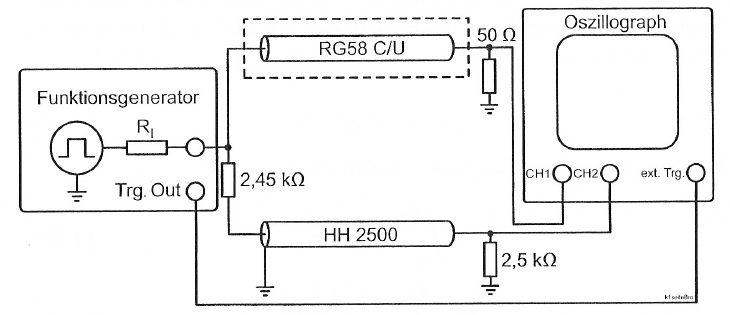 Oszillograph
50 Ω
RG58 C/U
Funktionsgenerator
R_I
CH1
CH2
ext. Trg.
Trg. Out
2,45 kΩ
HH 2500
2,5 kΩ